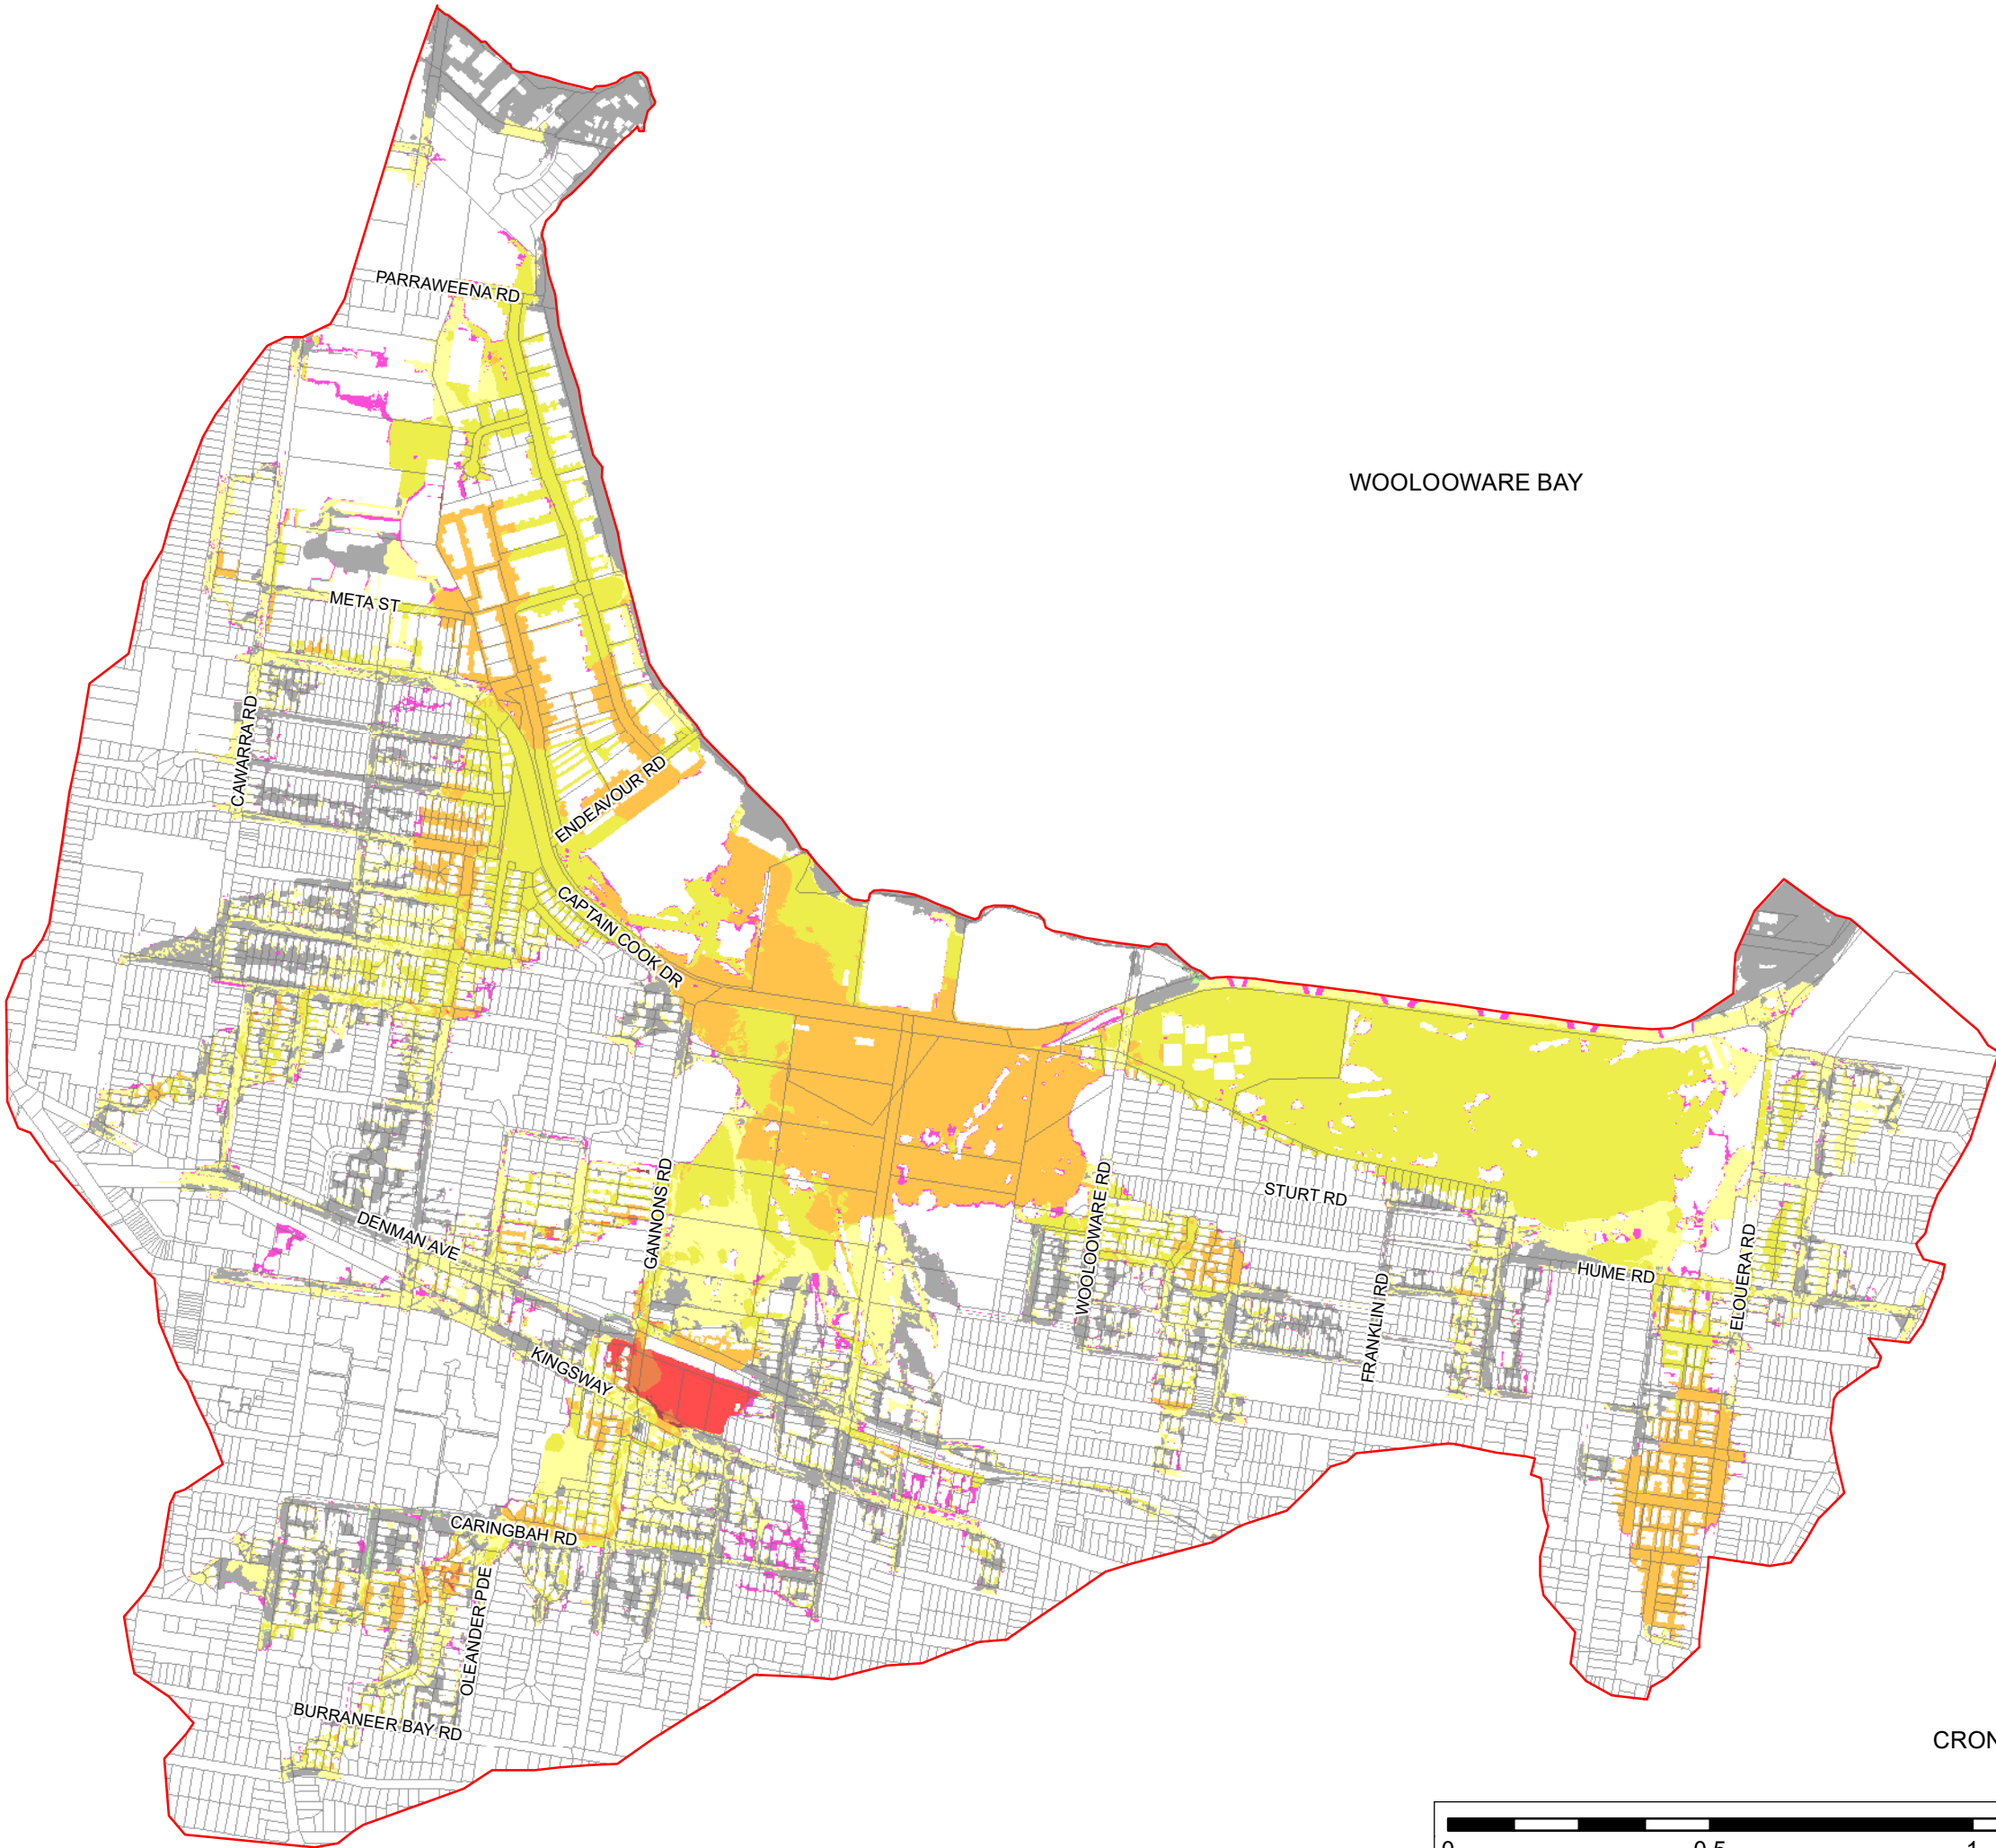 PARRAWEENA RD
WOOLOOWARE BAY
META ST
CAWARRA RD
ENDEAVOUR RD
CAPTAIN COOK DR
GANNONS RD
WOOLOOWARE RD
STURT RD
DENMAN AVE
HUME RD
ELOUERA RD
FRANKLIN RD
KINGSWAY
CARINGBAH RD
OLEANDER PDE
BURRANEER BAY RD
CRON
0 0.5 1